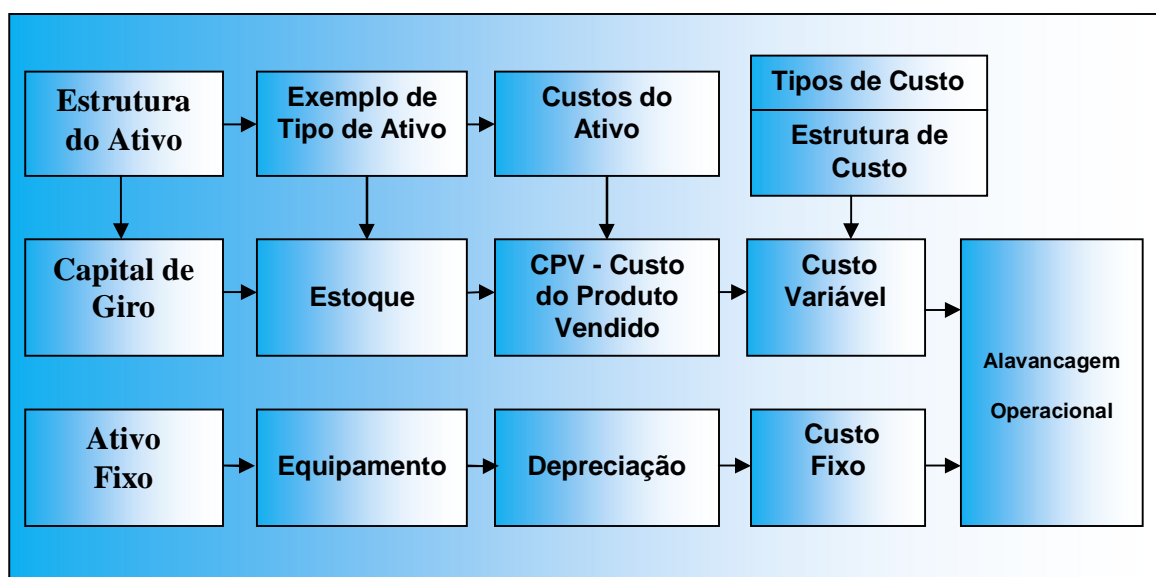 Estrutura
do Ativo
Exemplo de
Tipo de Ativo
Custos do
Ativo
Tipos de Custo
Estrutura de
Custo
Capital de
Giro
Estoque
CPV - Custo
do Produto
Vendido
Custo
Variável
Alavancagem
Operacional
Ativo
Fixo
Equipamento
Depreciação
Custo
Fixo